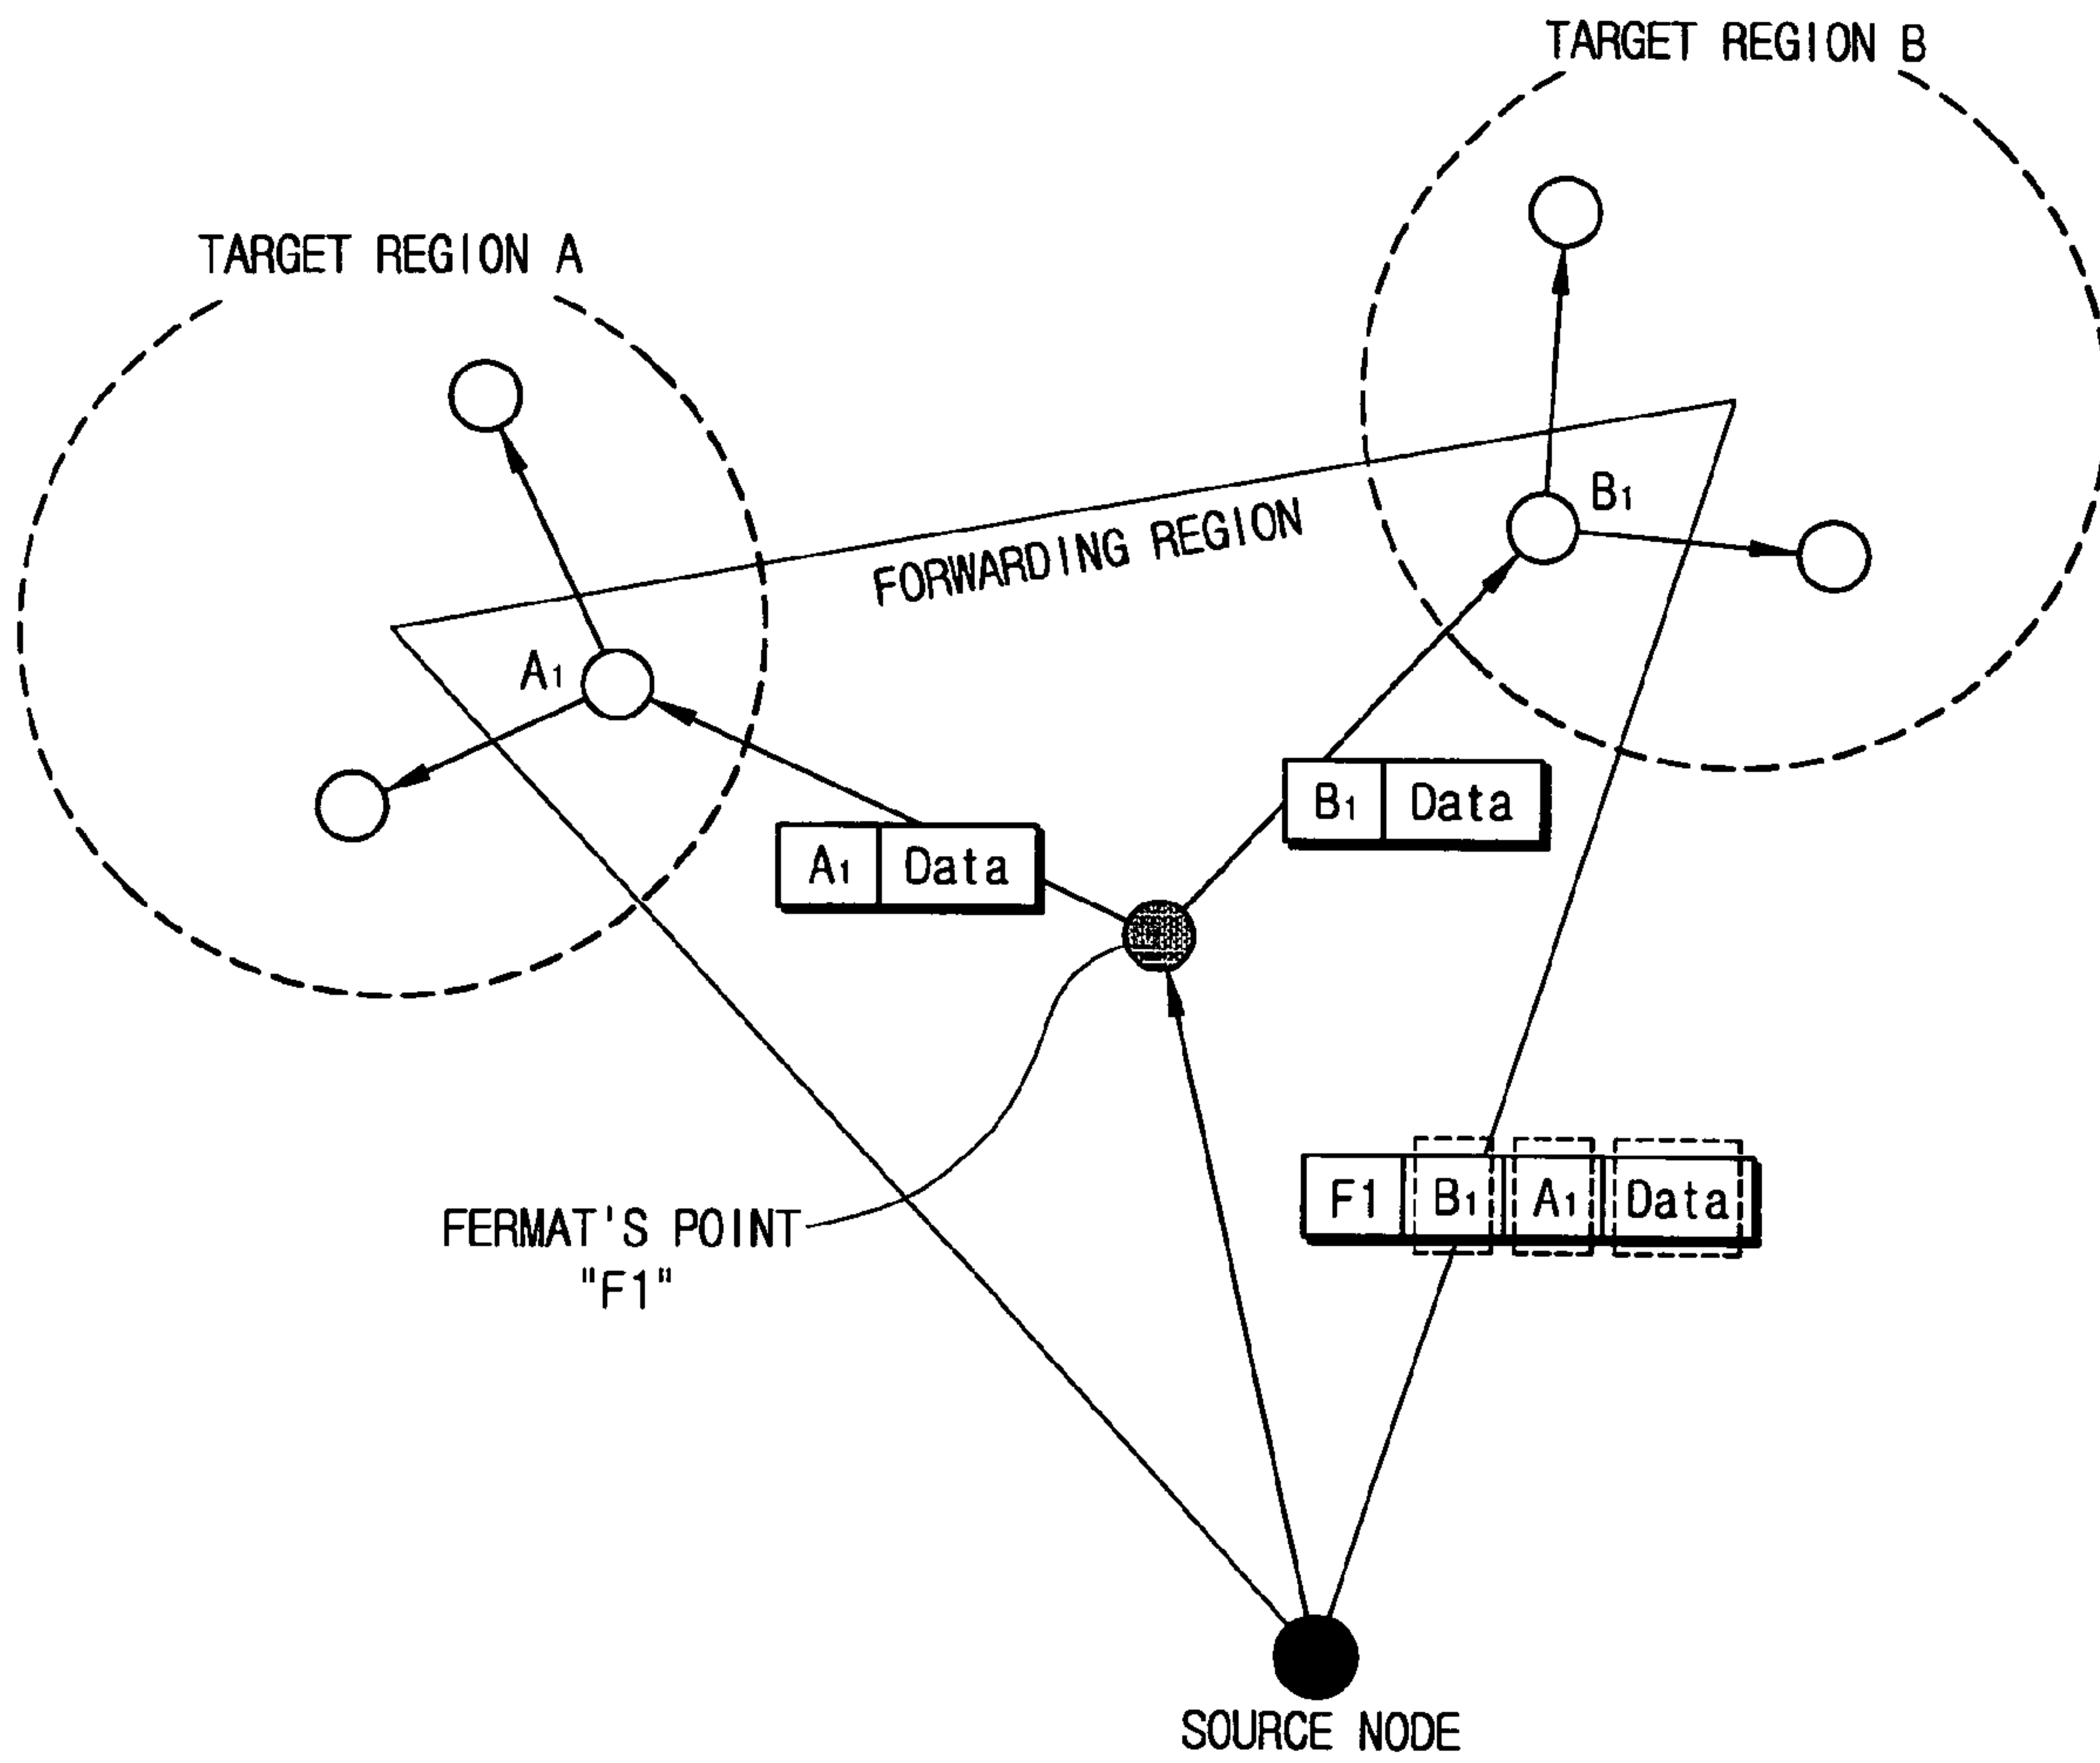 TARGET REGION B
TARGET REGION A
FORWARDING REGION
B1
A1
B1 Data
A1 Data
F1 B1 A1 Data
FERMAT'S POINT
"F1"
SOURCE NODE